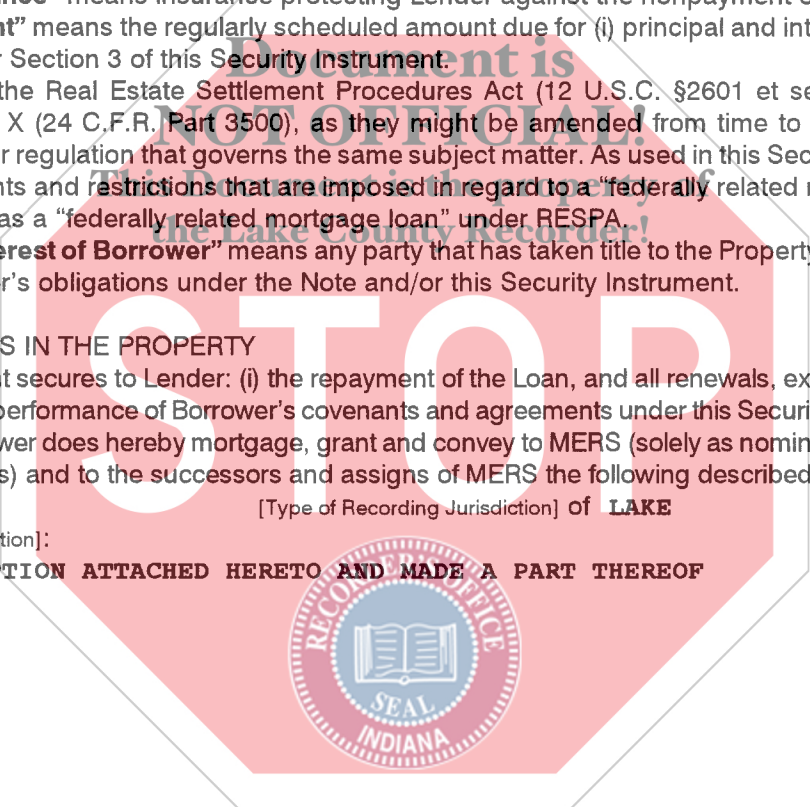 means insurance protecting Lender against the nonpayment
nt” means the regularly scheduled amount due for (i) principal and int
r Section 3 of this Security Instrument.
the Real Estate Settlement Procedures Act (12 U.S.C. §2601 et se
X (24 C.F.R. Part 3500), as they might be amended from time to
r regulation that governs the same subject matter. As used in this Sec
nts and restrictions that are imposed in regard to a “federally related
as a “federally related mortgage loan” under RESPA.
erest of Borrower” means any party that has taken title to the Property
r’s obligations under the Note and/or this Security Instrument.
S IN THE PROPERTY
t secures to Lender: (i) the repayment of the Loan, and all renewals, ex
performance of Borrower’s covenants and agreements under this Securi
wer does hereby mortgage, grant and convey to MERS (solely as nomin
s) and to the successors and assigns of MERS the following described
[Type of Recording Jurisdiction] of LAKE
tion]:
TION ATTACHED HERETO AND MADE A PART THEREOF
Document is
NOT OFFICIAL!
This Document is the property of
the Lake County Recorder!
STOP
RECORDER'S OFFICE
SEAL
INDIANA